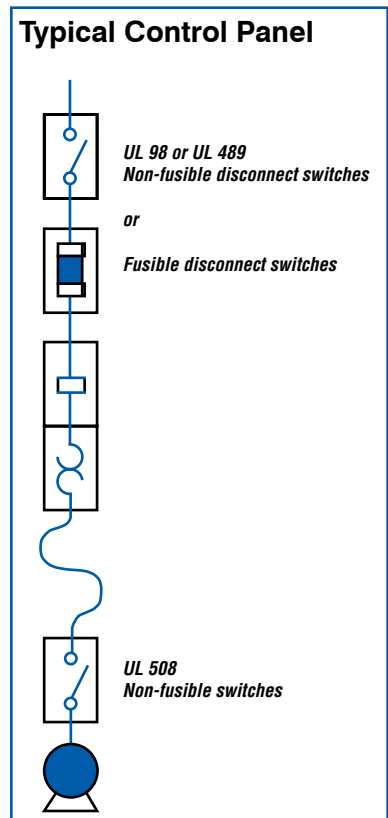 Typical Control Panel
UL 98 or UL 489
Non-fusible disconnect switches
or
Fusible disconnect switches
UL 508
Non-fusible switches